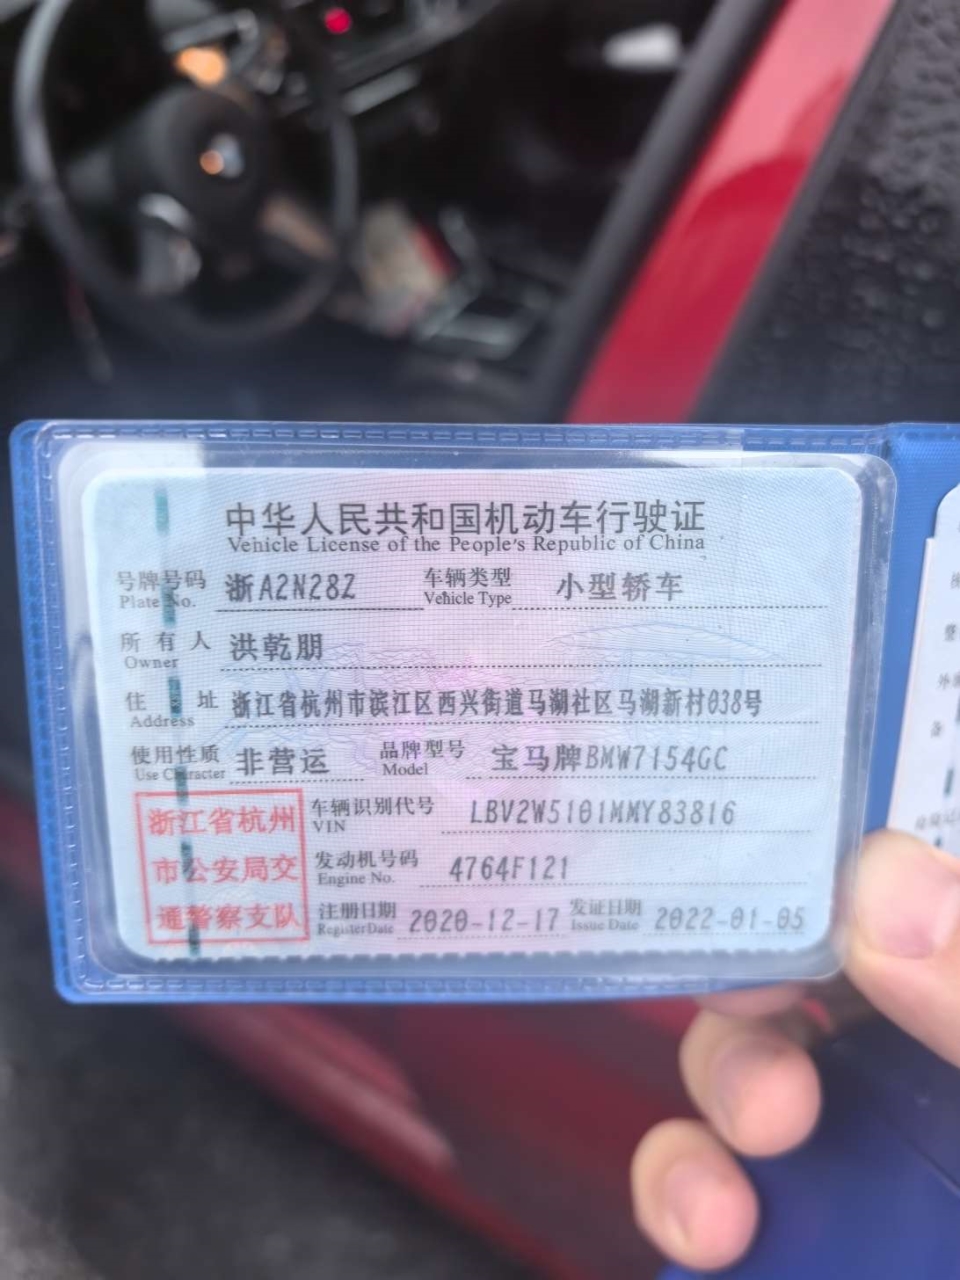 中华人民共和国机动车行驶证
Vehicle License of the People's Republic of China
号牌号码 浙A2N28Z 车辆类型 小型轿车
Plate No. Vehicle Type
所有人 洪乾朋
Owner
住址 浙江省杭州市滨江区西兴街道马湖社区马湖新村038号
Address
使用性质 非营运 品牌型号 宝马牌BMW7154GC
Use Character Model
浙江省杭州
市公安局交
通警察支队
车辆识别代号 LBV2W5101MMY83816
VIN
发动机号码 4764F121
Engine No.
注册日期 2020-12-17 发证日期 2022-01-05
Register Date Issue Date